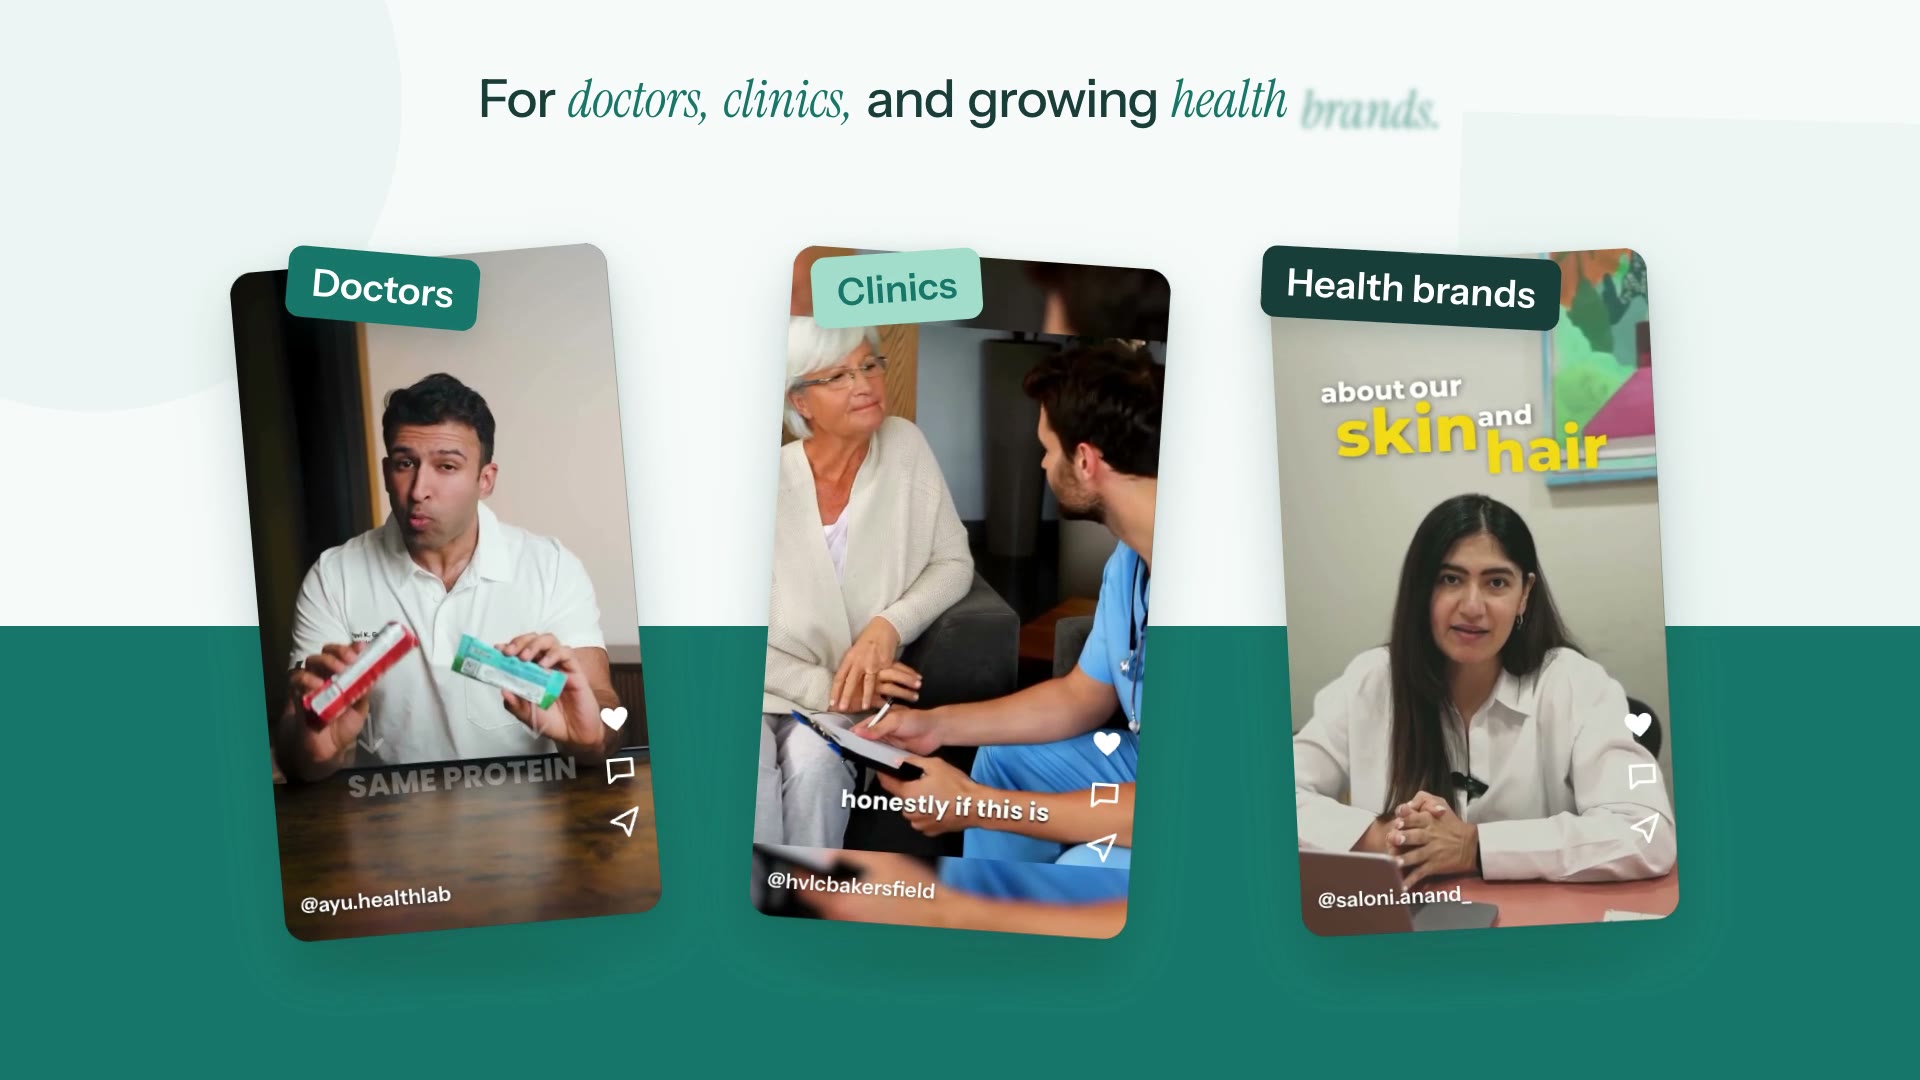 For doctors, clinics, and growing health brands.
Doctors
SAME PROTEIN
@ayu.healthlab
Clinics
honestly if this is
@hvlcbakersfield
Health brands
about our
skin and
hair
@saloni.anand_